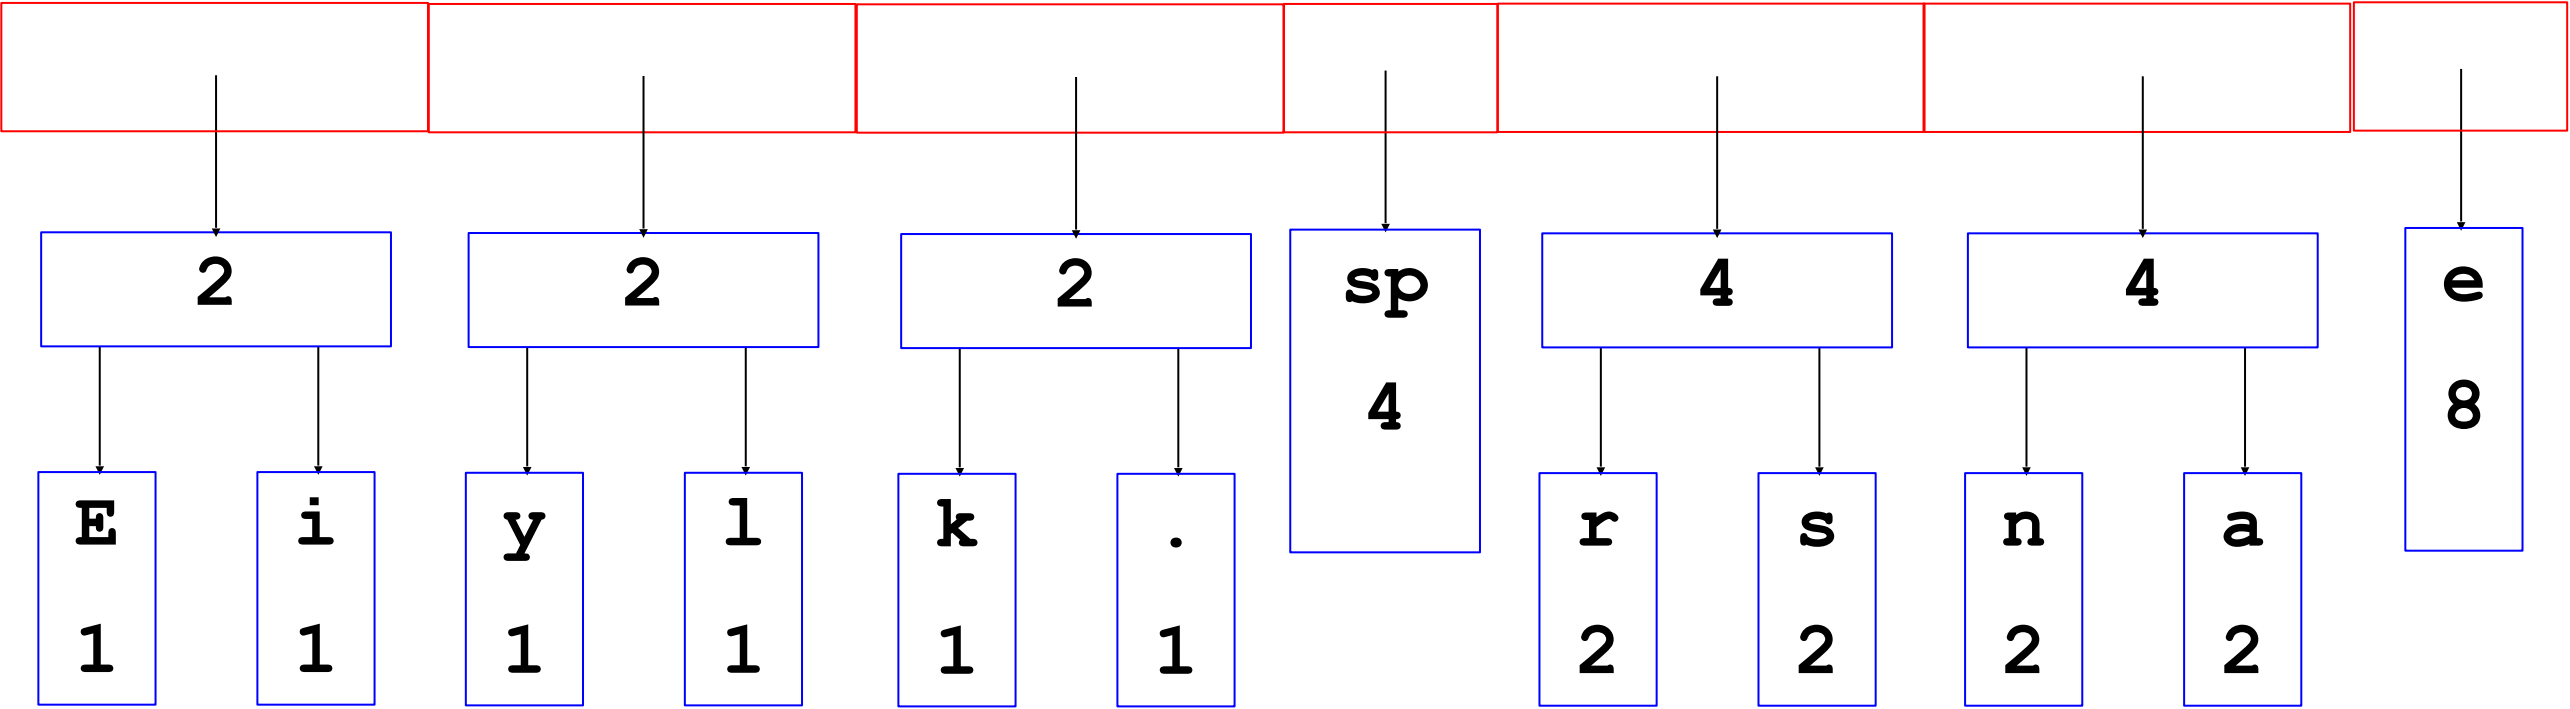 2 2 2 sp 4 4 e
4 8
E i y l k . r s n a
1 1 1 1 1 1 2 2 2 2